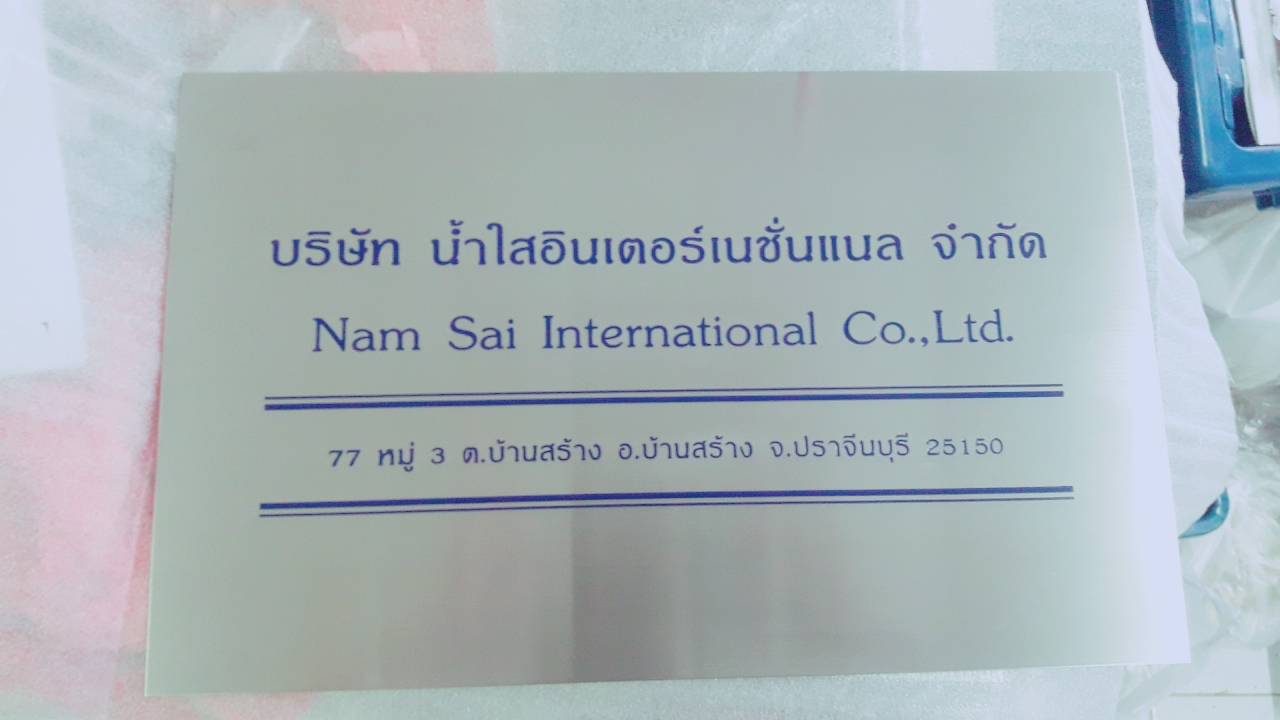 บริษัท น้ำใสอินเตอร์เนชั่นแนล จำกัด
Nam Sai International Co.,Ltd.
77 หมู่ 3 ต.บ้านสร้าง อ.บ้านสร้าง จ.ปราจีนบุรี 25150